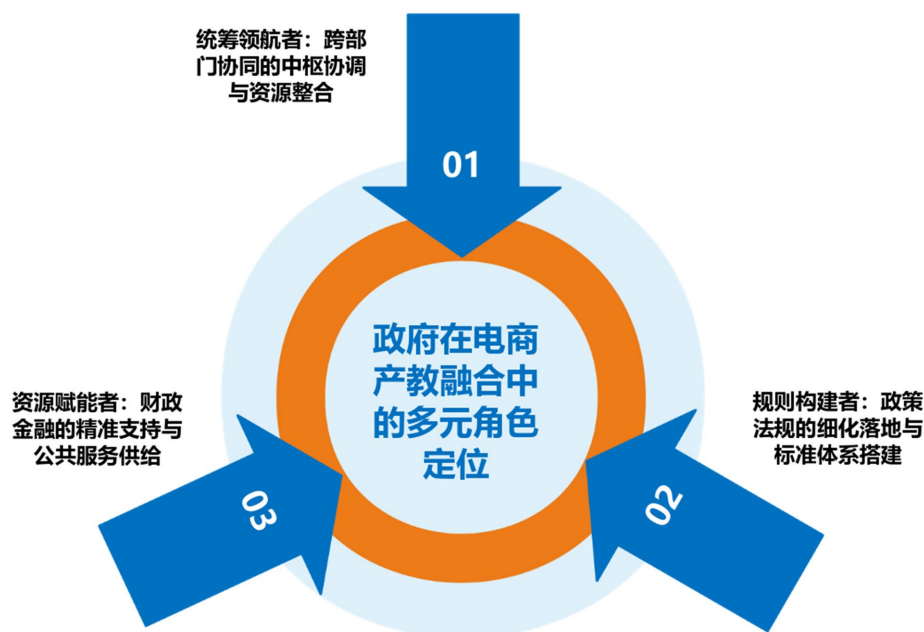 统筹领航者：跨部
门协同的中枢协调
与资源整合
01
政府在电商
产教融合中
的多元角色
定位
资源赋能者：财政
金融的精准支持与
公共服务供给
03
规则构建者：政策
法规的细化落地与
标准体系搭建
02